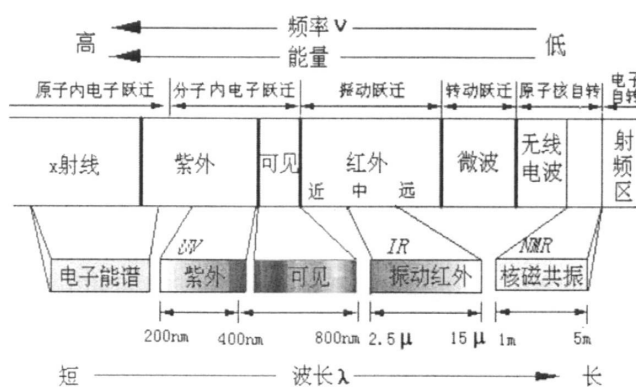 频率ν
高 低
能量
原子内电子跃迁 分子内电子跃迁 振动跃迁 转动跃迁 原子核自转 电子自转
x射线 紫外 可见 红外 微波 无线电波 射频区
近 中 远
UV IR NMR
电子能谱 紫外 可见 振动红外 核磁共振
200nm 400nm 800nm 2.5μ 15μ 1m 5m
短 波长λ 长